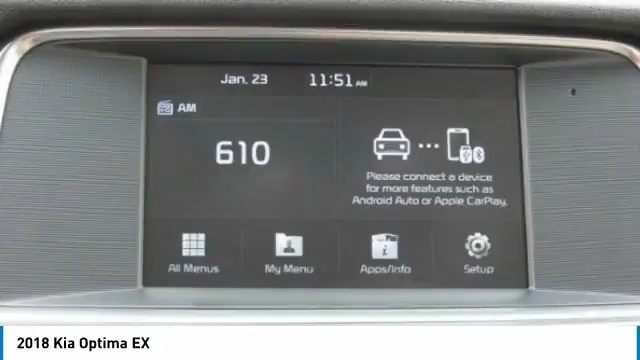 Jan. 23 11:51 AM
AM
610
Please connect a device
for more features such as
Android Auto or Apple CarPlay.
All Menus My Menu Apps/Info Setup
2018 Kia Optima EX